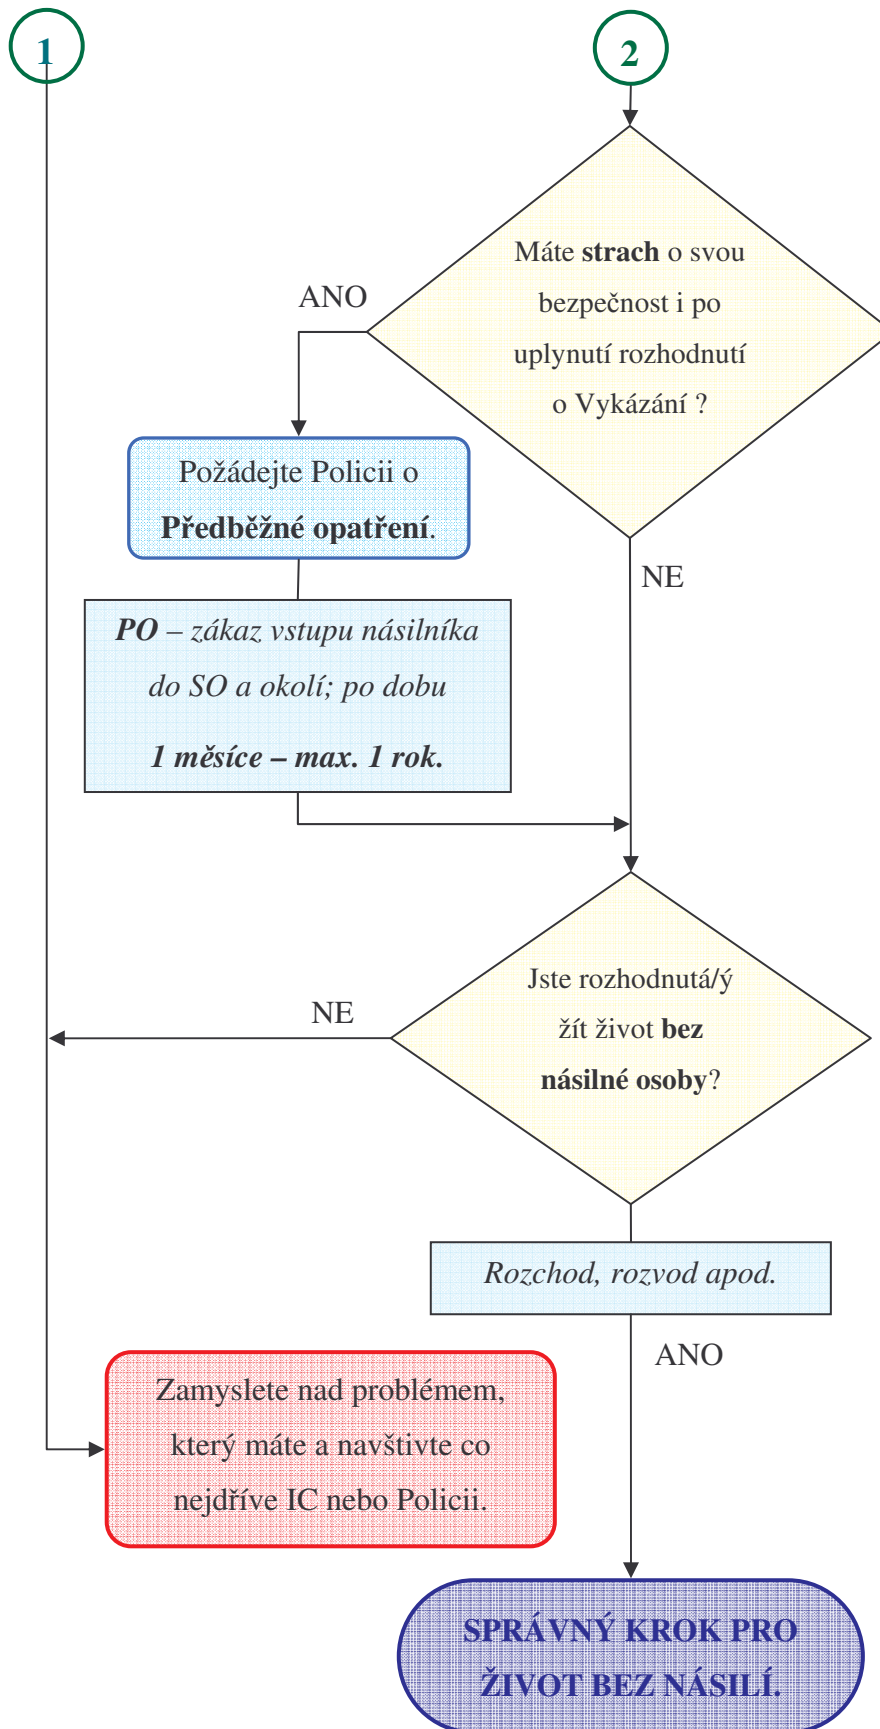 1
2
Máte strach o svou
bezpečnost i po
uplynutí rozhodnutí
o Vykázání ?
ANO
Požádejte Policii o
Předběžné opatření.
NE
PO – zákaz vstupu násilníka
do SO a okolí; po dobu
1 měsíce – max. 1 rok.
Jste rozhodnutá/ý
žít život bez
násilné osoby?
NE
Rozchod, rozvod apod.
ANO
Zamyslete nad problémem,
který máte a navštivte co
nejdříve IC nebo Policii.
SPRÁVNÝ KROK PRO
ŽIVOT BEZ NÁSILÍ.